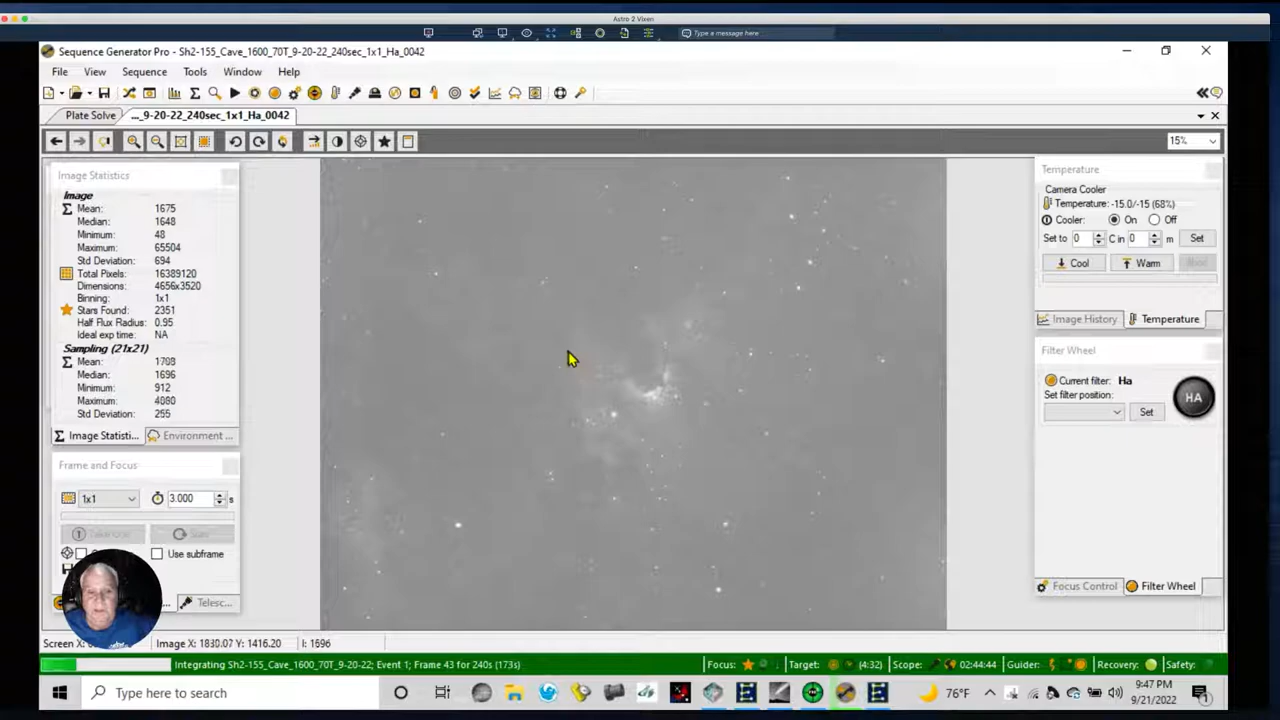 Astro 2 Vixen
Type a message here
Sequence Generator Pro - Sh2-155_Cave_1600_70T_9-20-22_240sec_1x1_Ha_0042
File View Sequence Tools Window Help
Plate Solve ..._9-20-22_240sec_1x1_Ha_0042
15%
Image Statistics
Image
Mean: 1675
Median: 1648
Minimum: 48
Maximum: 65504
Std Deviation: 694
Total Pixels: 16389120
Dimensions: 4656x3520
Binning: 1x1
Stars Found: 2351
Half Flux Radius: 0.95
Ideal exp time: NA
Sampling (21x21)
Mean: 1708
Median: 1696
Minimum: 912
Maximum: 4080
Std Deviation: 255
Image Statisti... Environment ...
Frame and Focus
1x1 3.000 s
Use subframe
Telesc...
Temperature
Camera Cooler
Temperature: -15.0/-15 (68%)
Cooler: On Off
Set to 0 C in 0 m Set
Cool Warm
Image History Temperature
Filter Wheel
Current filter: Ha
HA
Set filter position:
Set
Focus Control Filter Wheel
Screen X: Image X: 1830.07 Y: 1416.20 I: 1696
Integrating Sh2-155_Cave_1600_70T_9-20-22; Event 1; Frame 43 for 240s (173s) Focus: Target: (4:32) Scope: 02:44:44 Guider: Recovery: Safety:
Type here to search
76°F
9:47 PM
9/21/2022
1